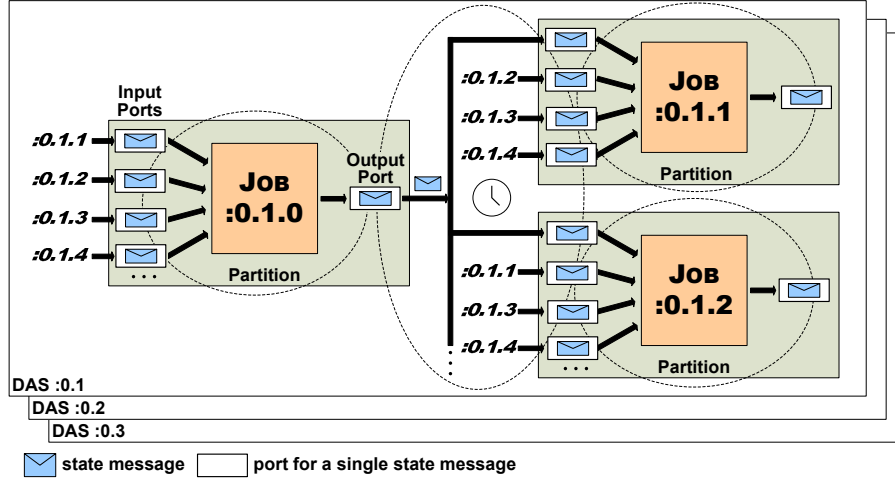 Input
Ports
:0.1.1
:0.1.2
:0.1.3
:0.1.4
. . .
JOB
:0.1.0
Partition
Output
Port
:0.1.2
:0.1.3
:0.1.4
JOB
:0.1.1
Partition
:0.1.1
:0.1.3
:0.1.4
. . .
JOB
:0.1.2
Partition
DAS :0.1
DAS :0.2
DAS :0.3
state message
port for a single state message